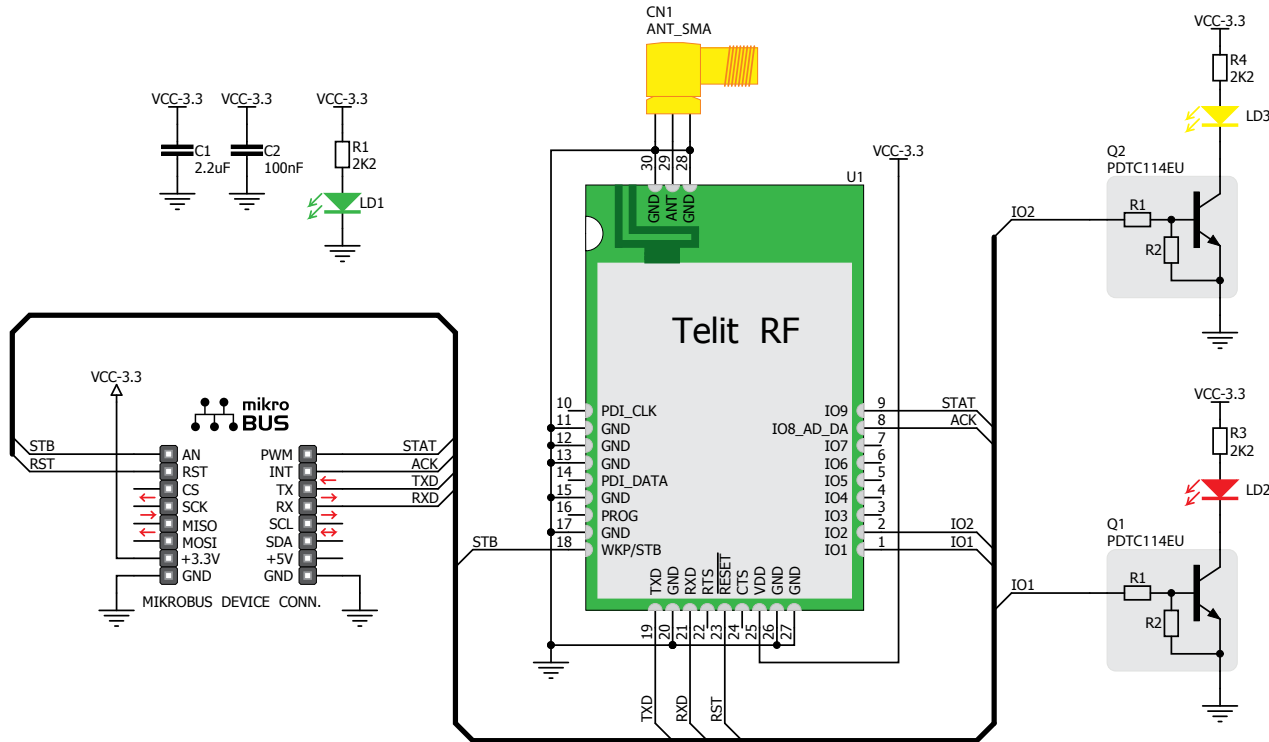 CN1
ANT_SMA
VCC-3.3
VCC-3.3
VCC-3.3
C1
2.2uF
C2
100nF
R1
2K2
LD1
30
29
28
GND
ANT
GND
U1
VCC-3.3
Telit RF
VCC-3.3
R4
2K2
LD3
Q2
PDTC114EU
IO2
R1
R2
VCC-3.3
mikro
BUS
STB
RST
AN
RST
CS
SCK
MISO
MOSI
+3.3V
GND
PWM
INT
TX
RX
SCL
SDA
+5V
GND
STAT
ACK
TXD
RXD
MIKROBUS DEVICE CONN.
STB
10 PDI_CLK
11 GND
12 GND
13 GND
14 PDI_DATA
15 GND
16 PROG
17 GND
18 WKP/STB
IO9 9 STAT
IO8_AD_DA 8 ACK
IO7 7
IO6 6
IO5 5
IO4 4
IO3 3
IO2 2 IO2
IO1 1 IO1
TXD
GND
RXD
RTS
RESET
CTS
VDD
GND
GND
19
20
21
22
23
24
25
26
27
TXD
RXD
RST
VCC-3.3
R3
2K2
LD2
Q1
PDTC114EU
IO1
R1
R2